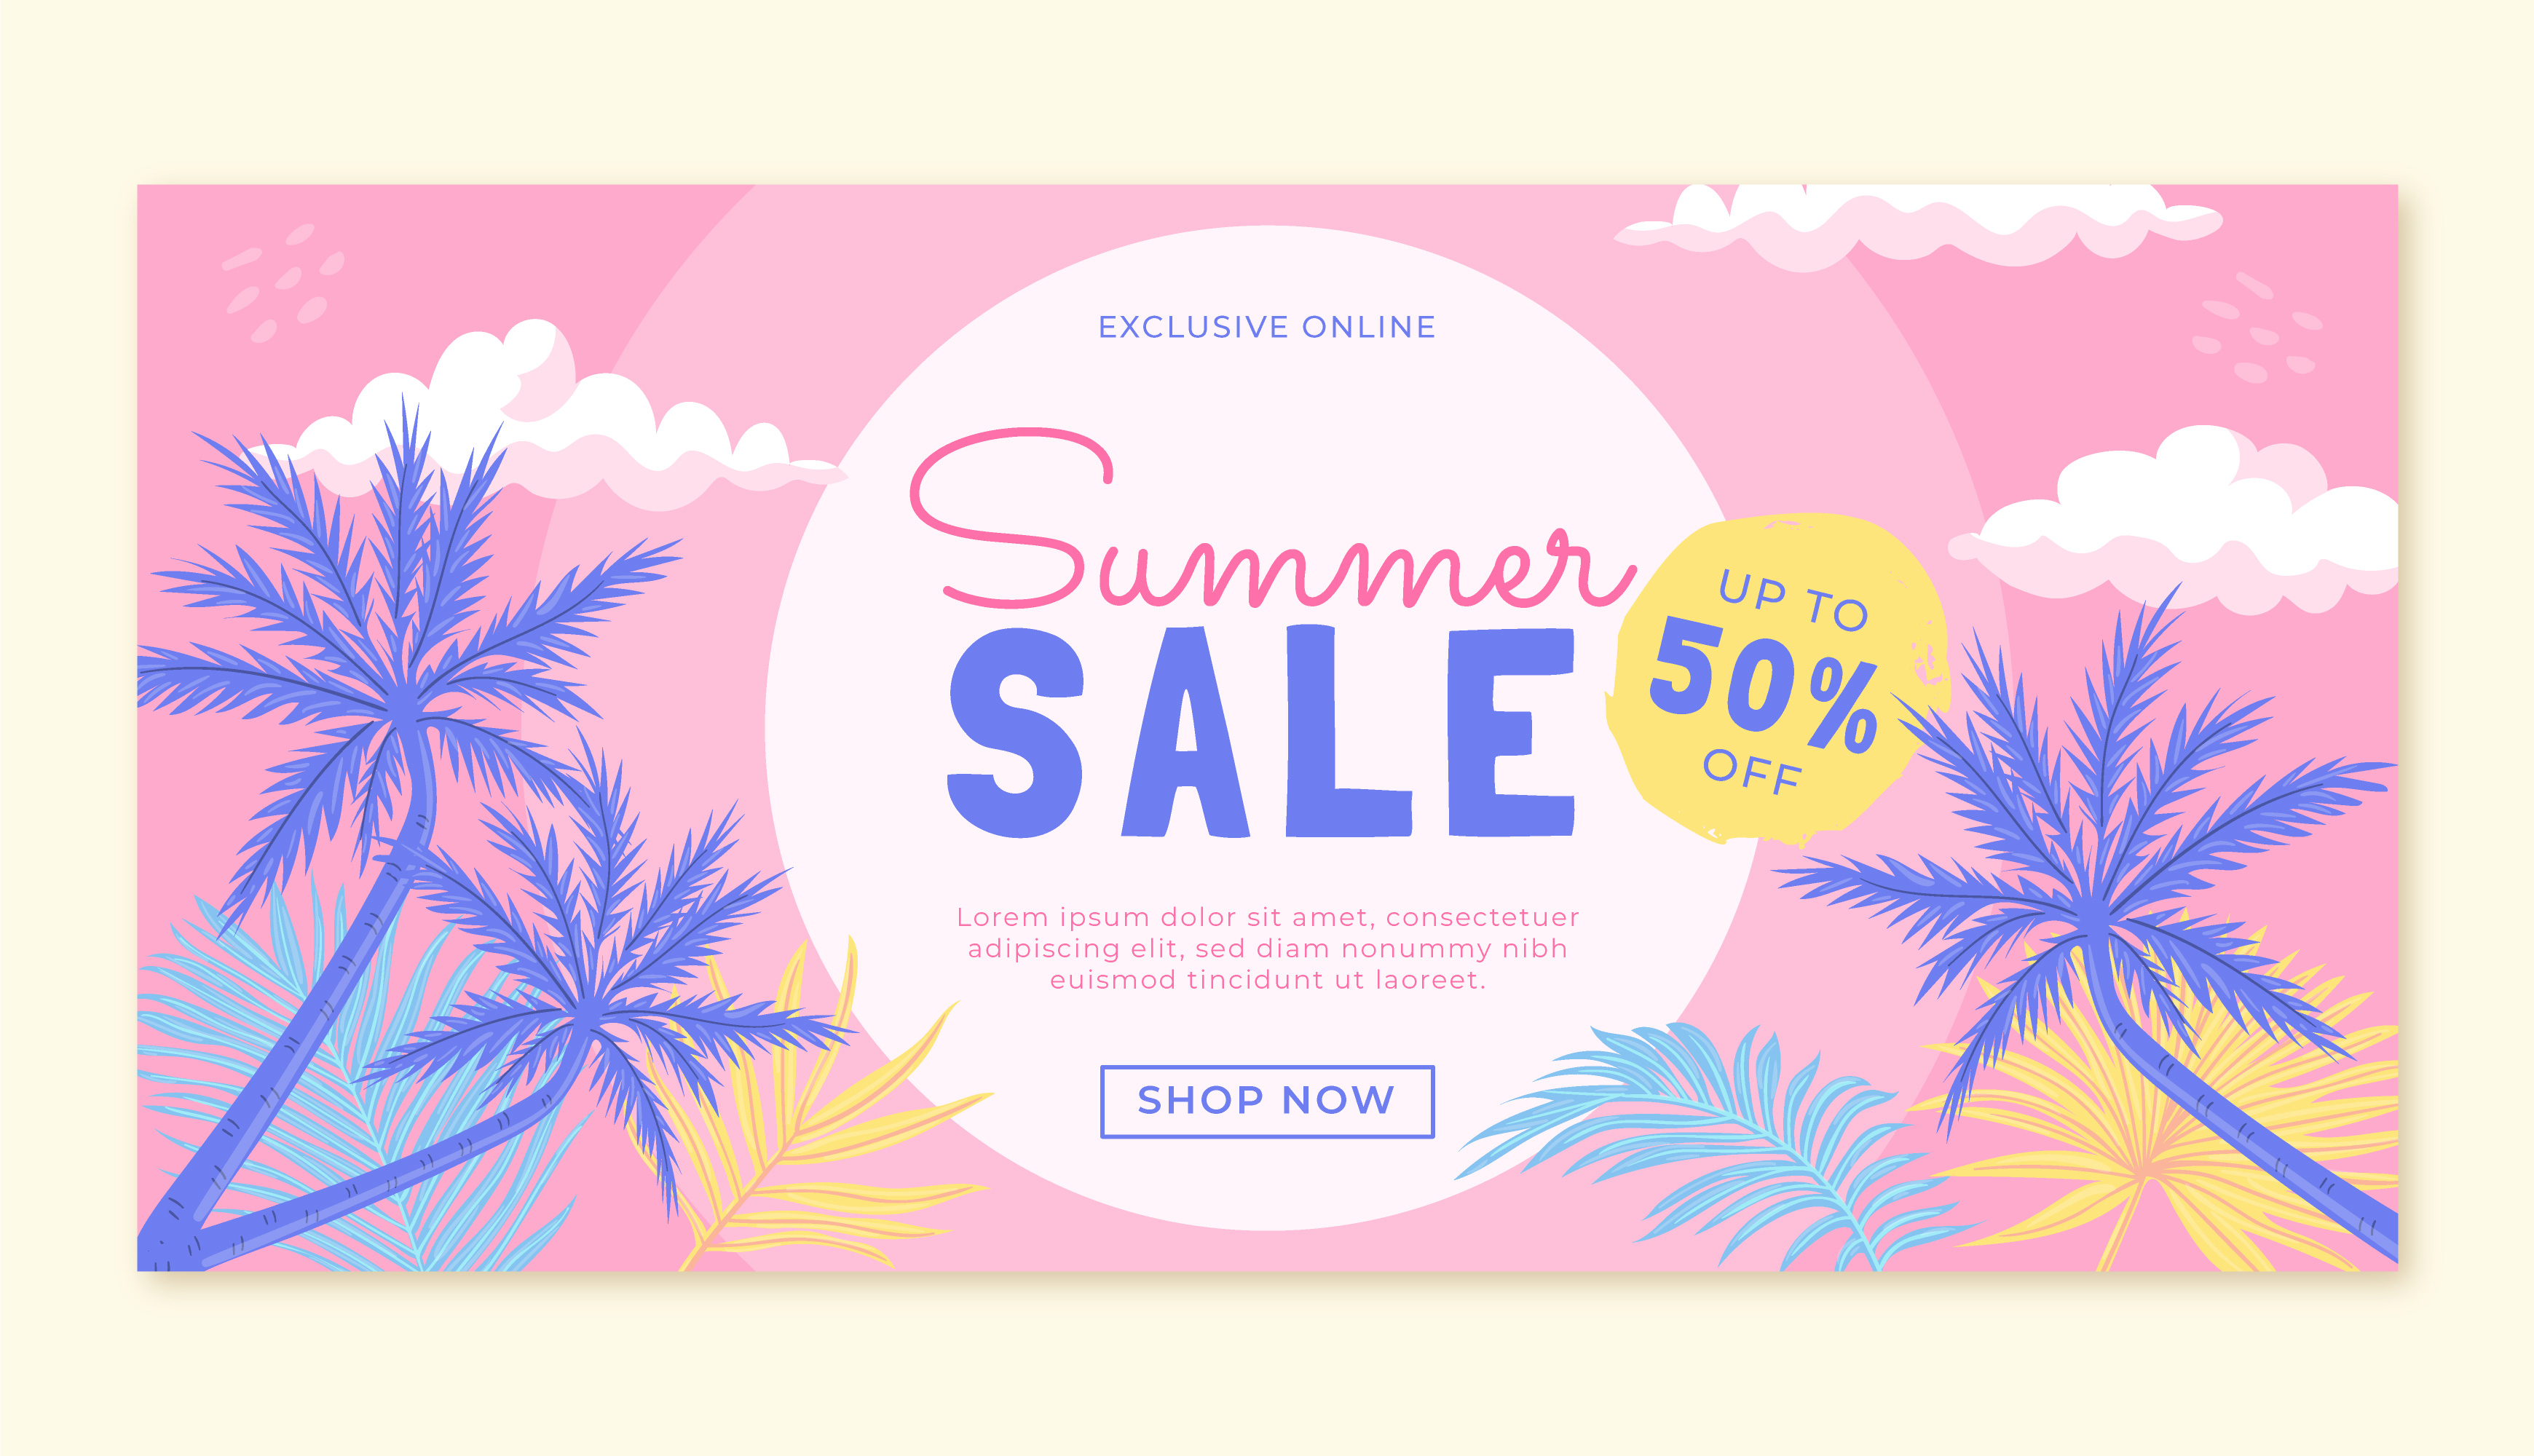 EXCLUSIVE ONLINE
Summer
SALE
UP TO
50%
OFF
Lorem ipsum dolor sit amet, consectetuer
adipiscing elit, sed diam nonummy nibh
euismod tincidunt ut laoreet.
SHOP NOW